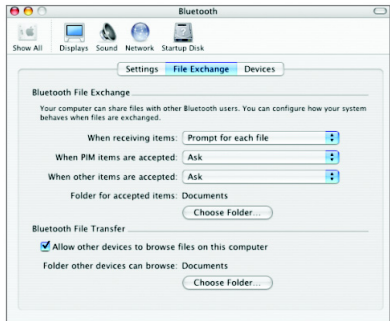 Bluetooth
Show All Displays Sound Network Startup Disk
Settings File Exchange Devices
Bluetooth File Exchange
Your computer can share files with other Bluetooth users. You can configure how your system
behaves when files are exchanged.
When receiving items: Prompt for each file
When PIM items are accepted: Ask
When other items are accepted: Ask
Folder for accepted items: Documents
Choose Folder...
Bluetooth File Transfer
Allow other devices to browse files on this computer
Folder other devices can browse: Documents
Choose Folder...